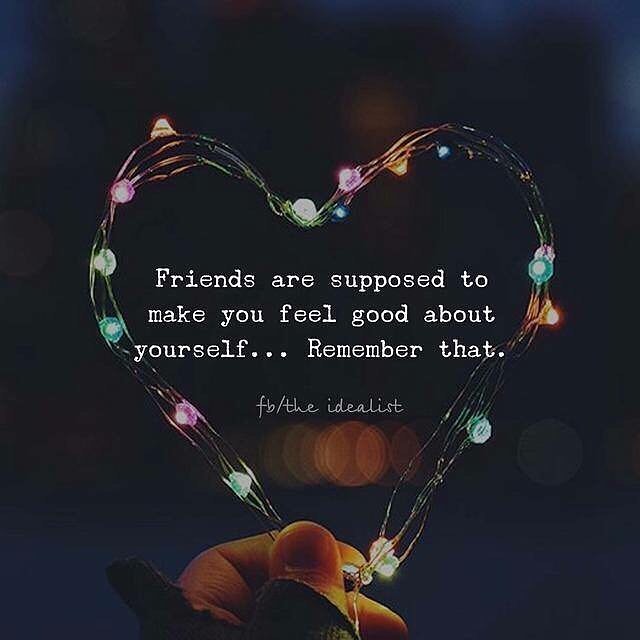 Friends are supposed to
make you feel good about
yourself... Remember that.
fb/the idealist